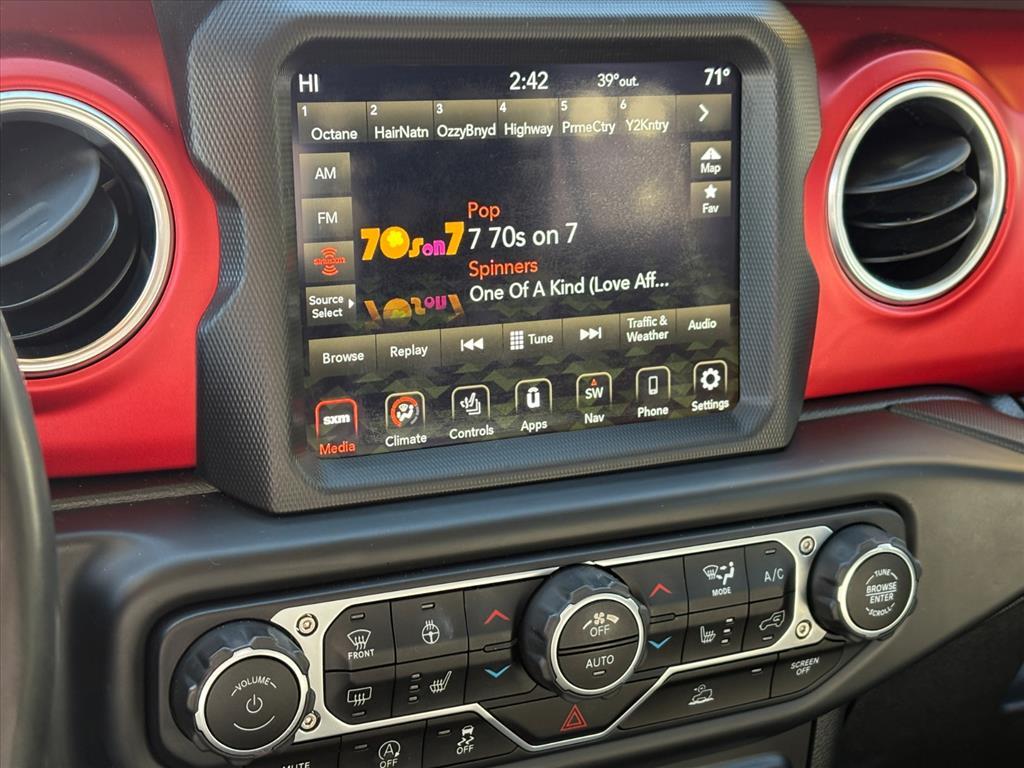 HI 2:42 39°out. 71°
1 Octane 2 HairNatn 3 OzzyBnyd 4 Highway 5 PrmeCtry 6 Y2Kntry
AM
Map
FM
Fav
siriusxm
Pop
70s on 7
7 70s on 7
Spinners
Source
Select
One Of A Kind (Love Aff...
Browse Replay Tune Traffic &
Weather Audio
sxm
Media Climate Controls Apps SW
Nav Phone Settings
FRONT
MODE
A/C
TUNE
BROWSE
ENTER
SCROLL
OFF
AUTO
VOLUME
SCREEN
OFF
MUTE
A
OFF
OFF